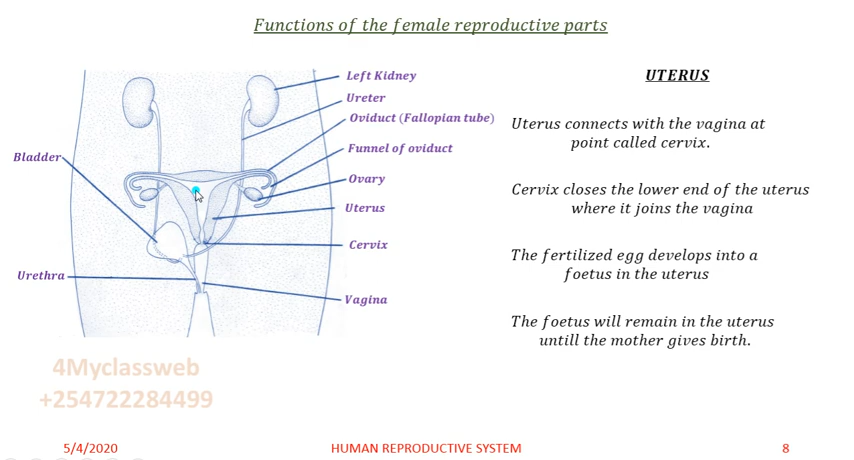 Functions of the female reproductive parts
Left Kidney
Ureter
Oviduct (Fallopian tube)
Funnel of oviduct
Ovary
Uterus
Cervix
Vagina
Bladder
Urethra
UTERUS
Uterus connects with the vagina at
point called cervix.
Cervix closes the lower end of the uterus
where it joins the vagina
The fertilized egg develops into a
foetus in the uterus
The foetus will remain in the uterus
untill the mother gives birth.
4Myclassweb
+254722284499
5/4/2020
HUMAN REPRODUCTIVE SYSTEM
8